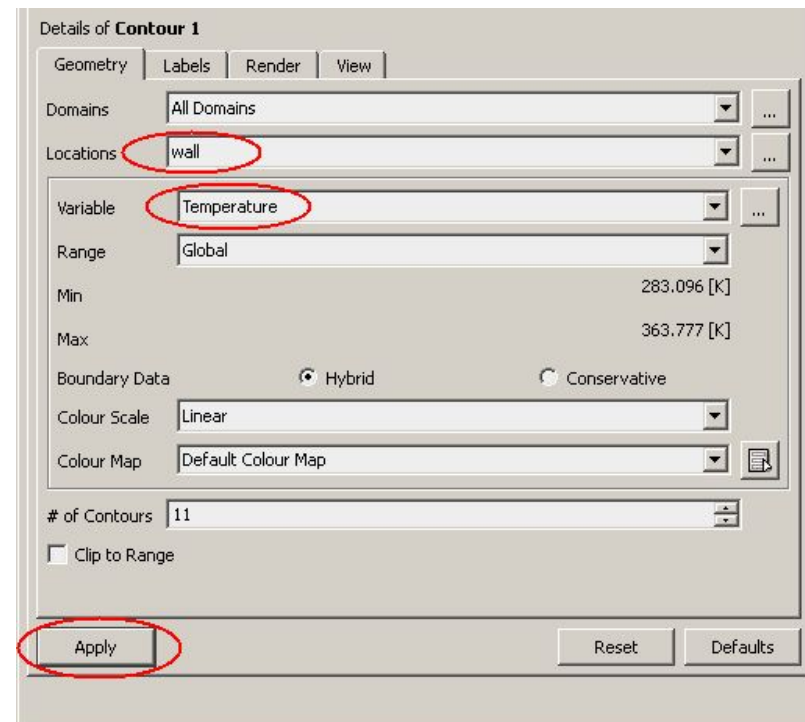 Details of Contour 1
Geometry Labels Render View
Domains All Domains ...
Locations wall ...
Variable Temperature ...
Range Global
Min 283.096 [K]
Max 363.777 [K]
Boundary Data Hybrid Conservative
Colour Scale Linear
Colour Map Default Colour Map
# of Contours 11
Clip to Range
Apply Reset Defaults